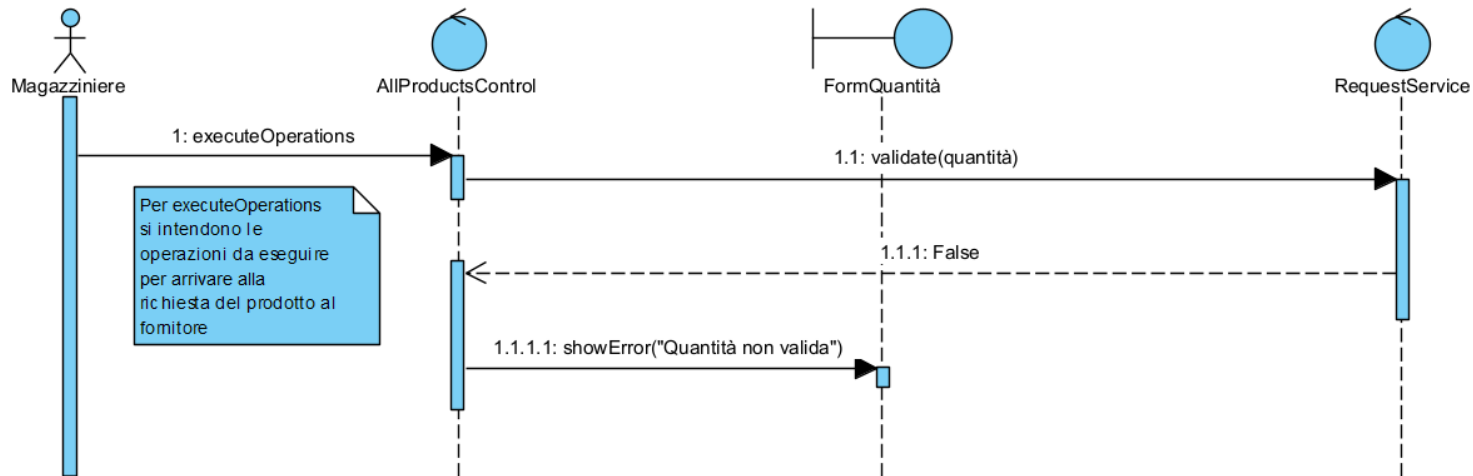 Magazziniere
AllProductsControl
FormQuantità
RequestService
1: executeOperations
1.1: validate(quantità)
Per executeOperations
si intendono le
operazioni da eseguire
per arrivare alla
richiesta del prodotto al
fornitore
1.1.1: False
1.1.1.1: showError("Quantità non valida")